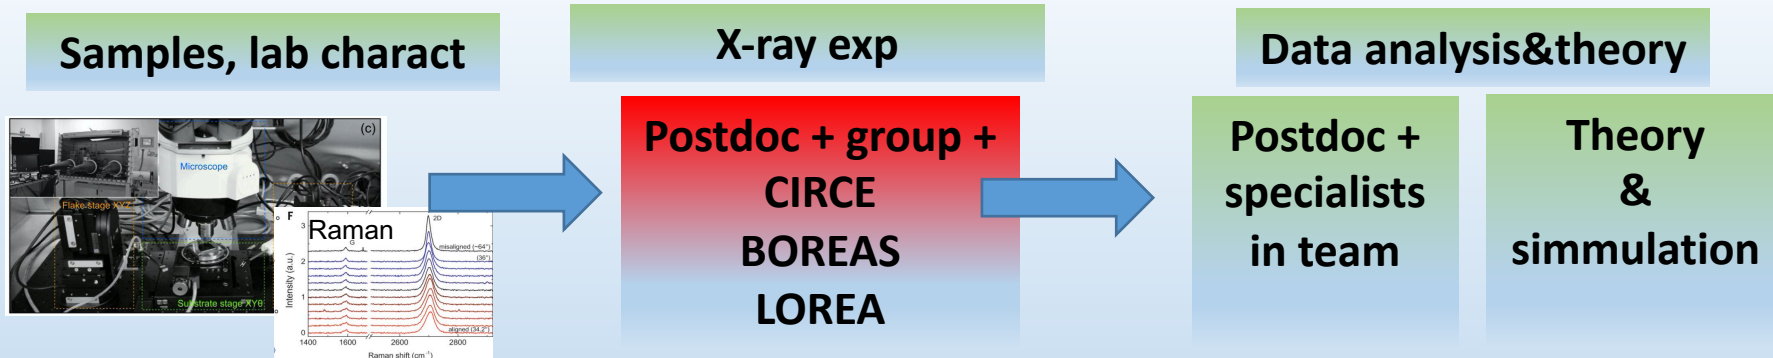 Samples, lab charact
X-ray exp
Data analysis&theory
(c)
Microscope
Flake stage XYZ
Substrate stage XYθ
F
Raman
2D
G
misaligned (~64°)
(36°)
aligned (34.2°)
3
2
1
0
Intensity (a.u.)
1400
1600
2600
2800
Raman shift (cm⁻¹)
Postdoc + group +
CIRCE
BOREAS
LOREA
Postdoc +
specialists
in team
Theory
&
simmulation